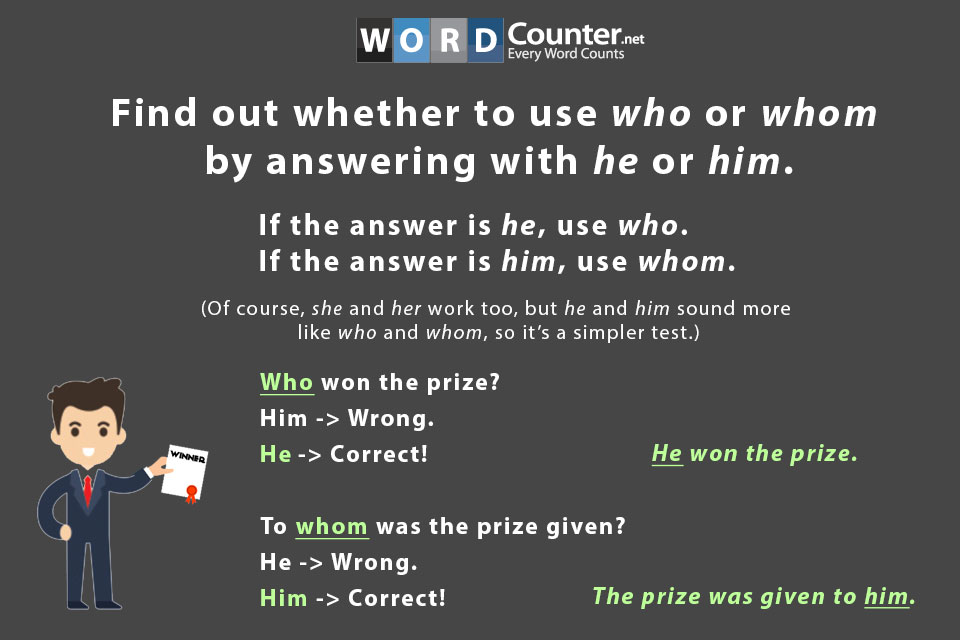 WORD Counter.net
Every Word Counts
Find out whether to use who or whom
by answering with he or him.
If the answer is he, use who.
If the answer is him, use whom.
(Of course, she and her work too, but he and him sound more
like who and whom, so it’s a simpler test.)
Who won the prize?
Him -> Wrong.
He -> Correct!
He won the prize.
WINNER
To whom was the prize given?
He -> Wrong.
Him -> Correct!
The prize was given to him.